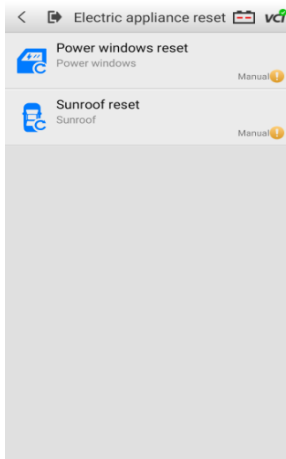 Electric appliance reset VCI
Power windows reset
Power windows
Manual
Sunroof reset
Sunroof
Manual